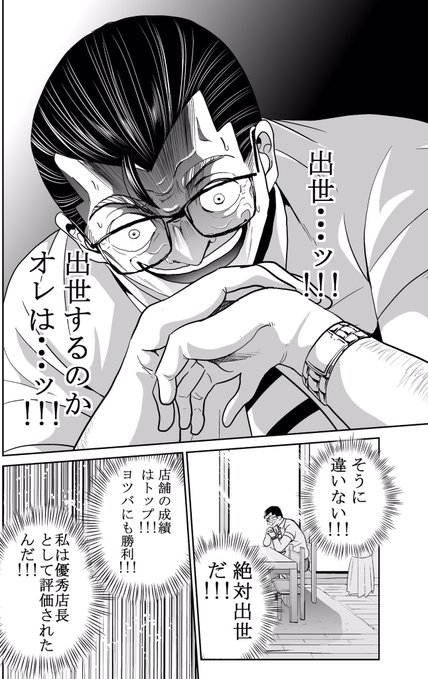 出世・・・ッ!!!
出世するのか
オレは・・・ッ!!!
そうに
違いない!!!
絶対出世
だ!!!
店舗の成績
はトップ!!!
ヨツバにも勝利!!!
私は優秀店長
として評価された
んだ!!!